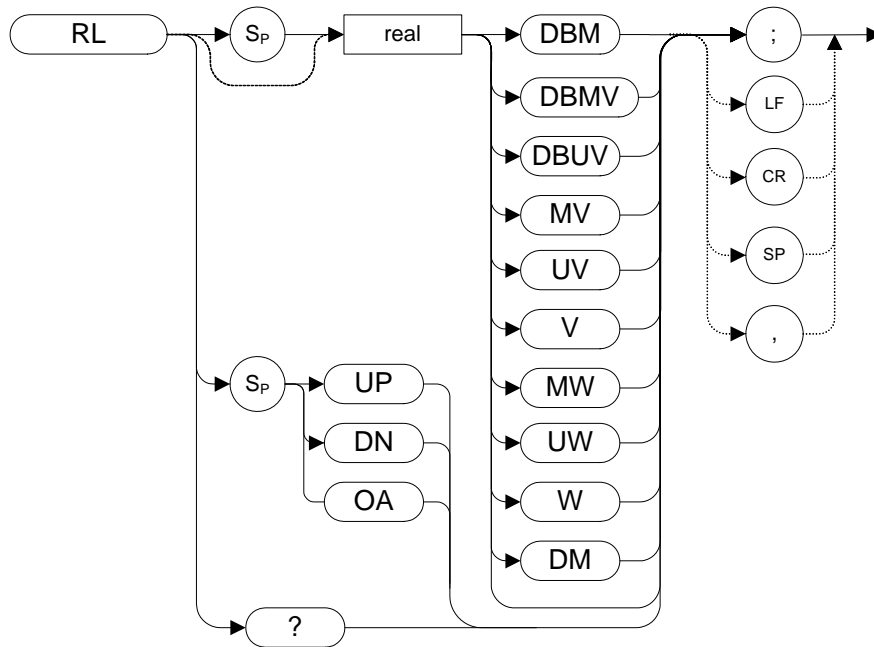 RL
SP
real
DBM
;
DBMV
LF
DBUV
CR
MV
UV
SP
V
,
SP
UP
MW
DN
UW
OA
W
DM
?